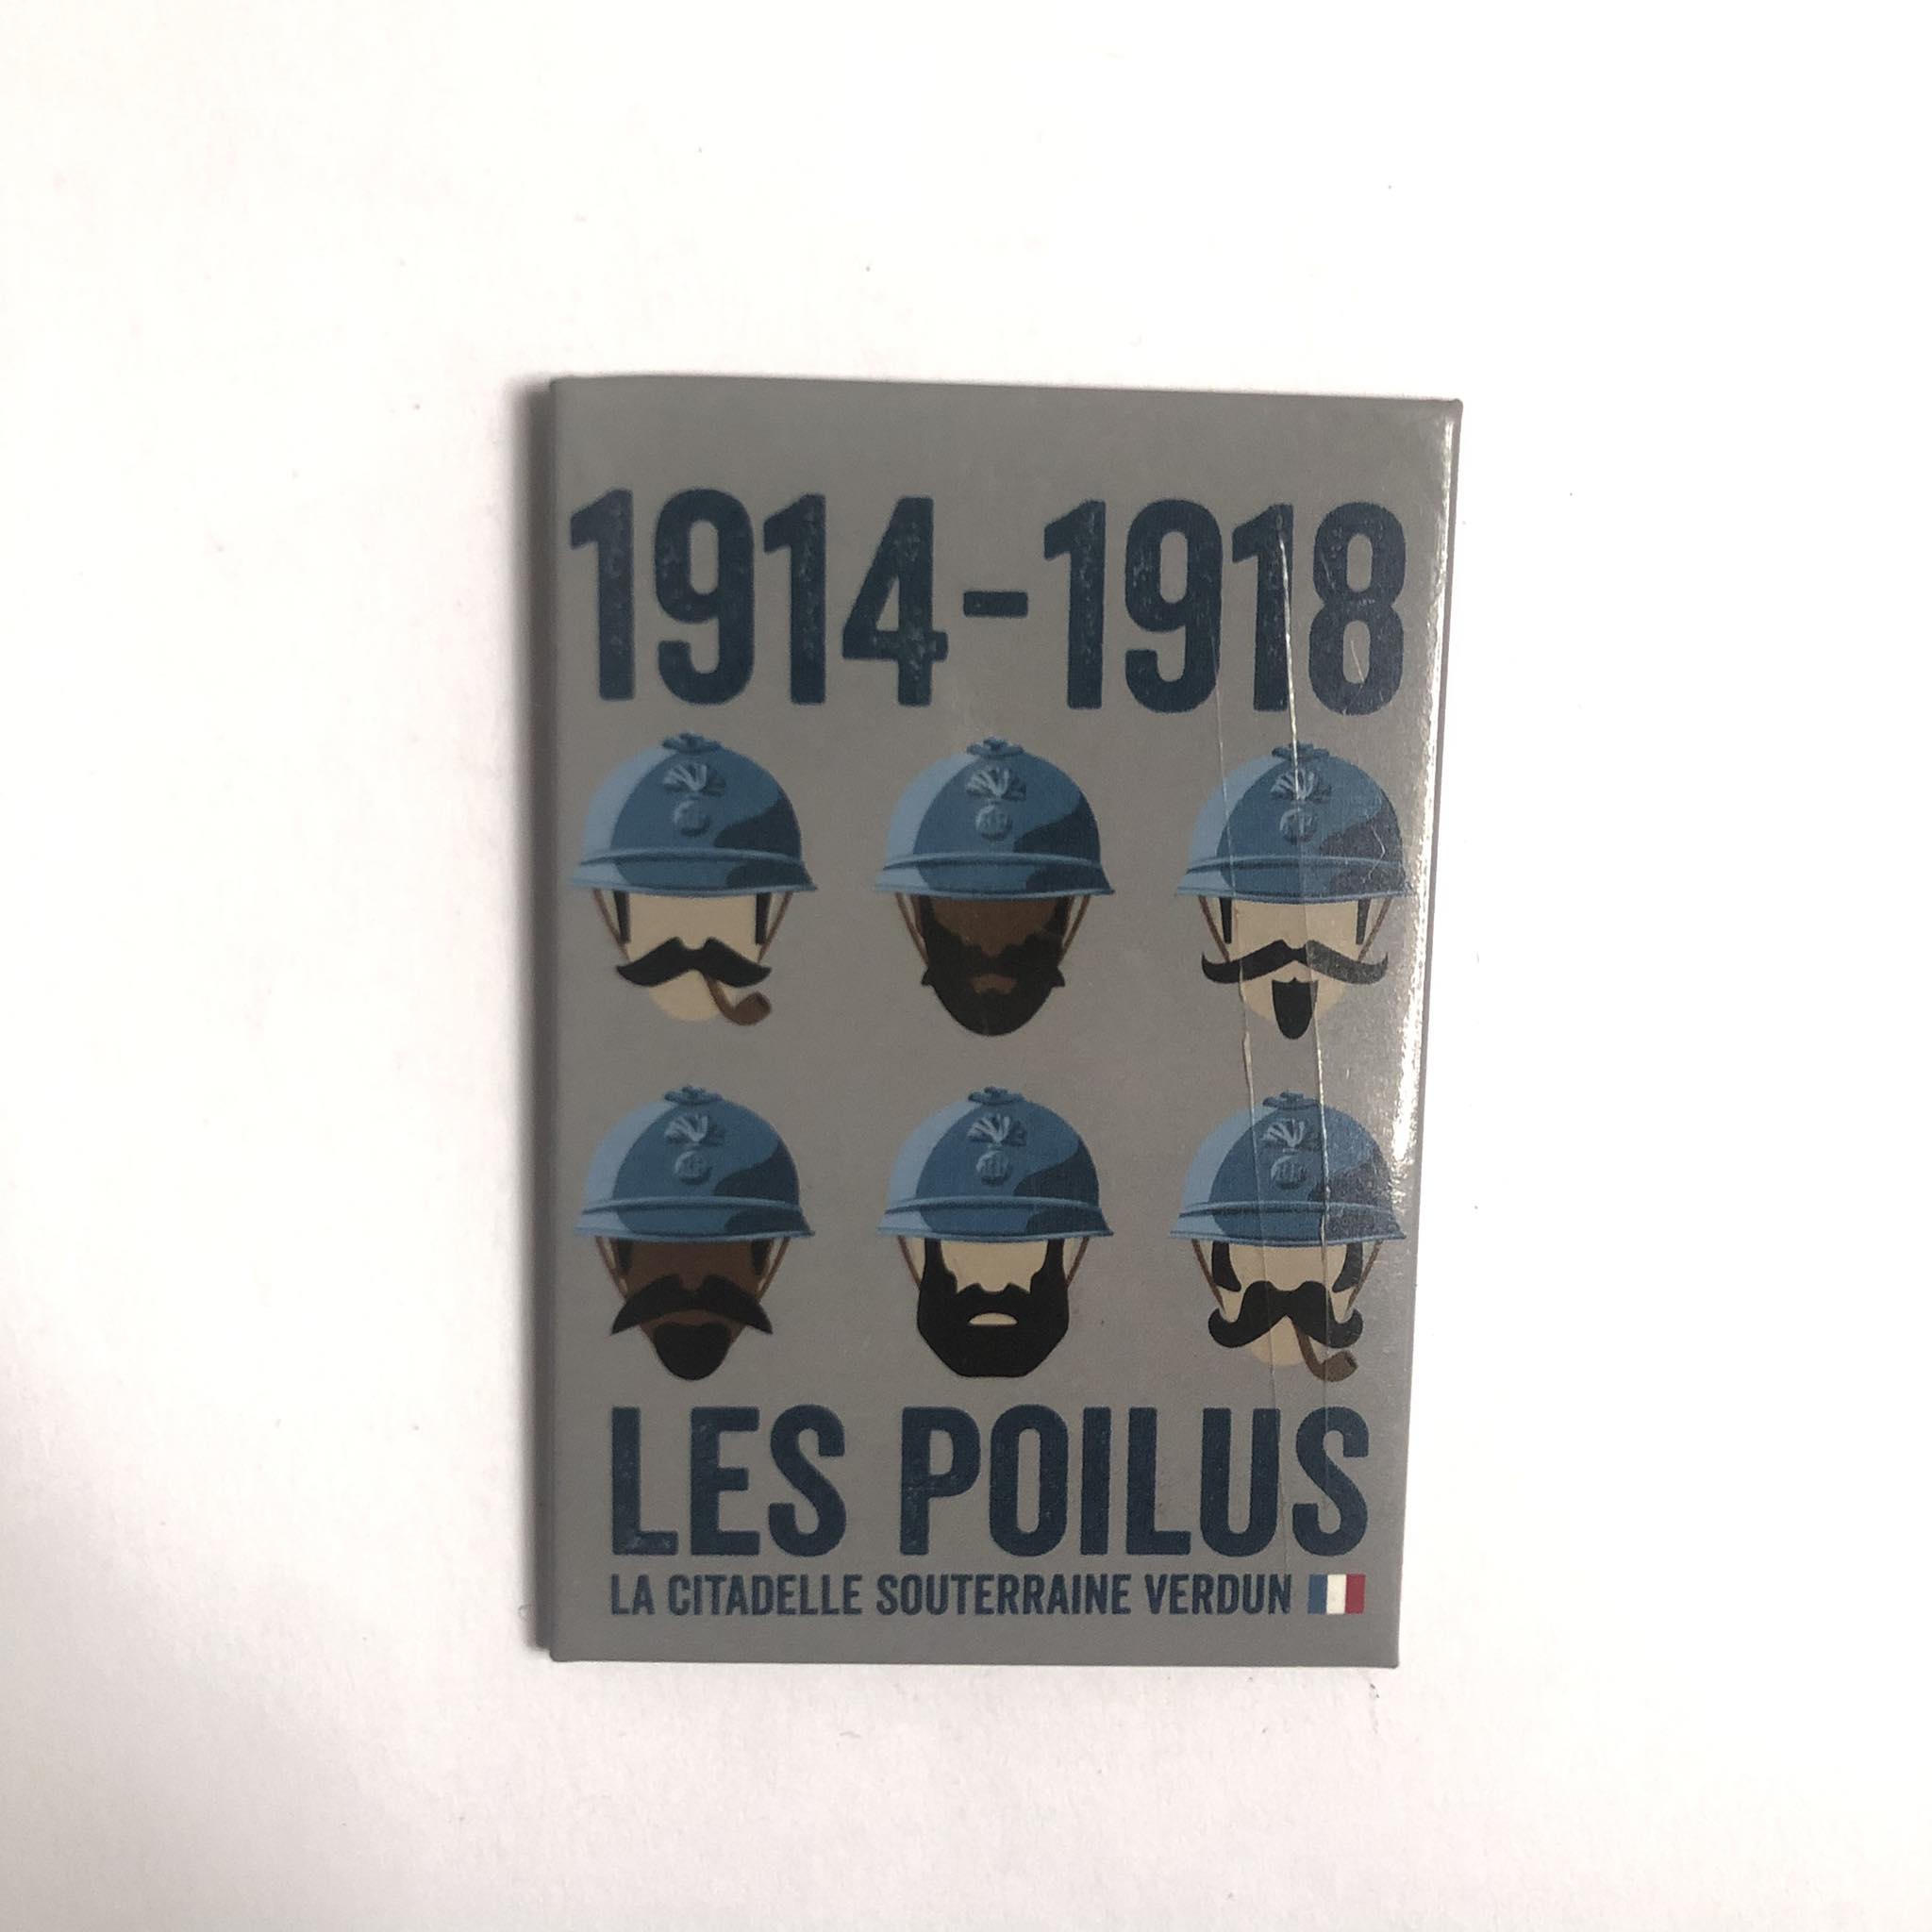 1914-1918
LES POILUS
LA CITADELLE SOUTERRAINE VERDUN